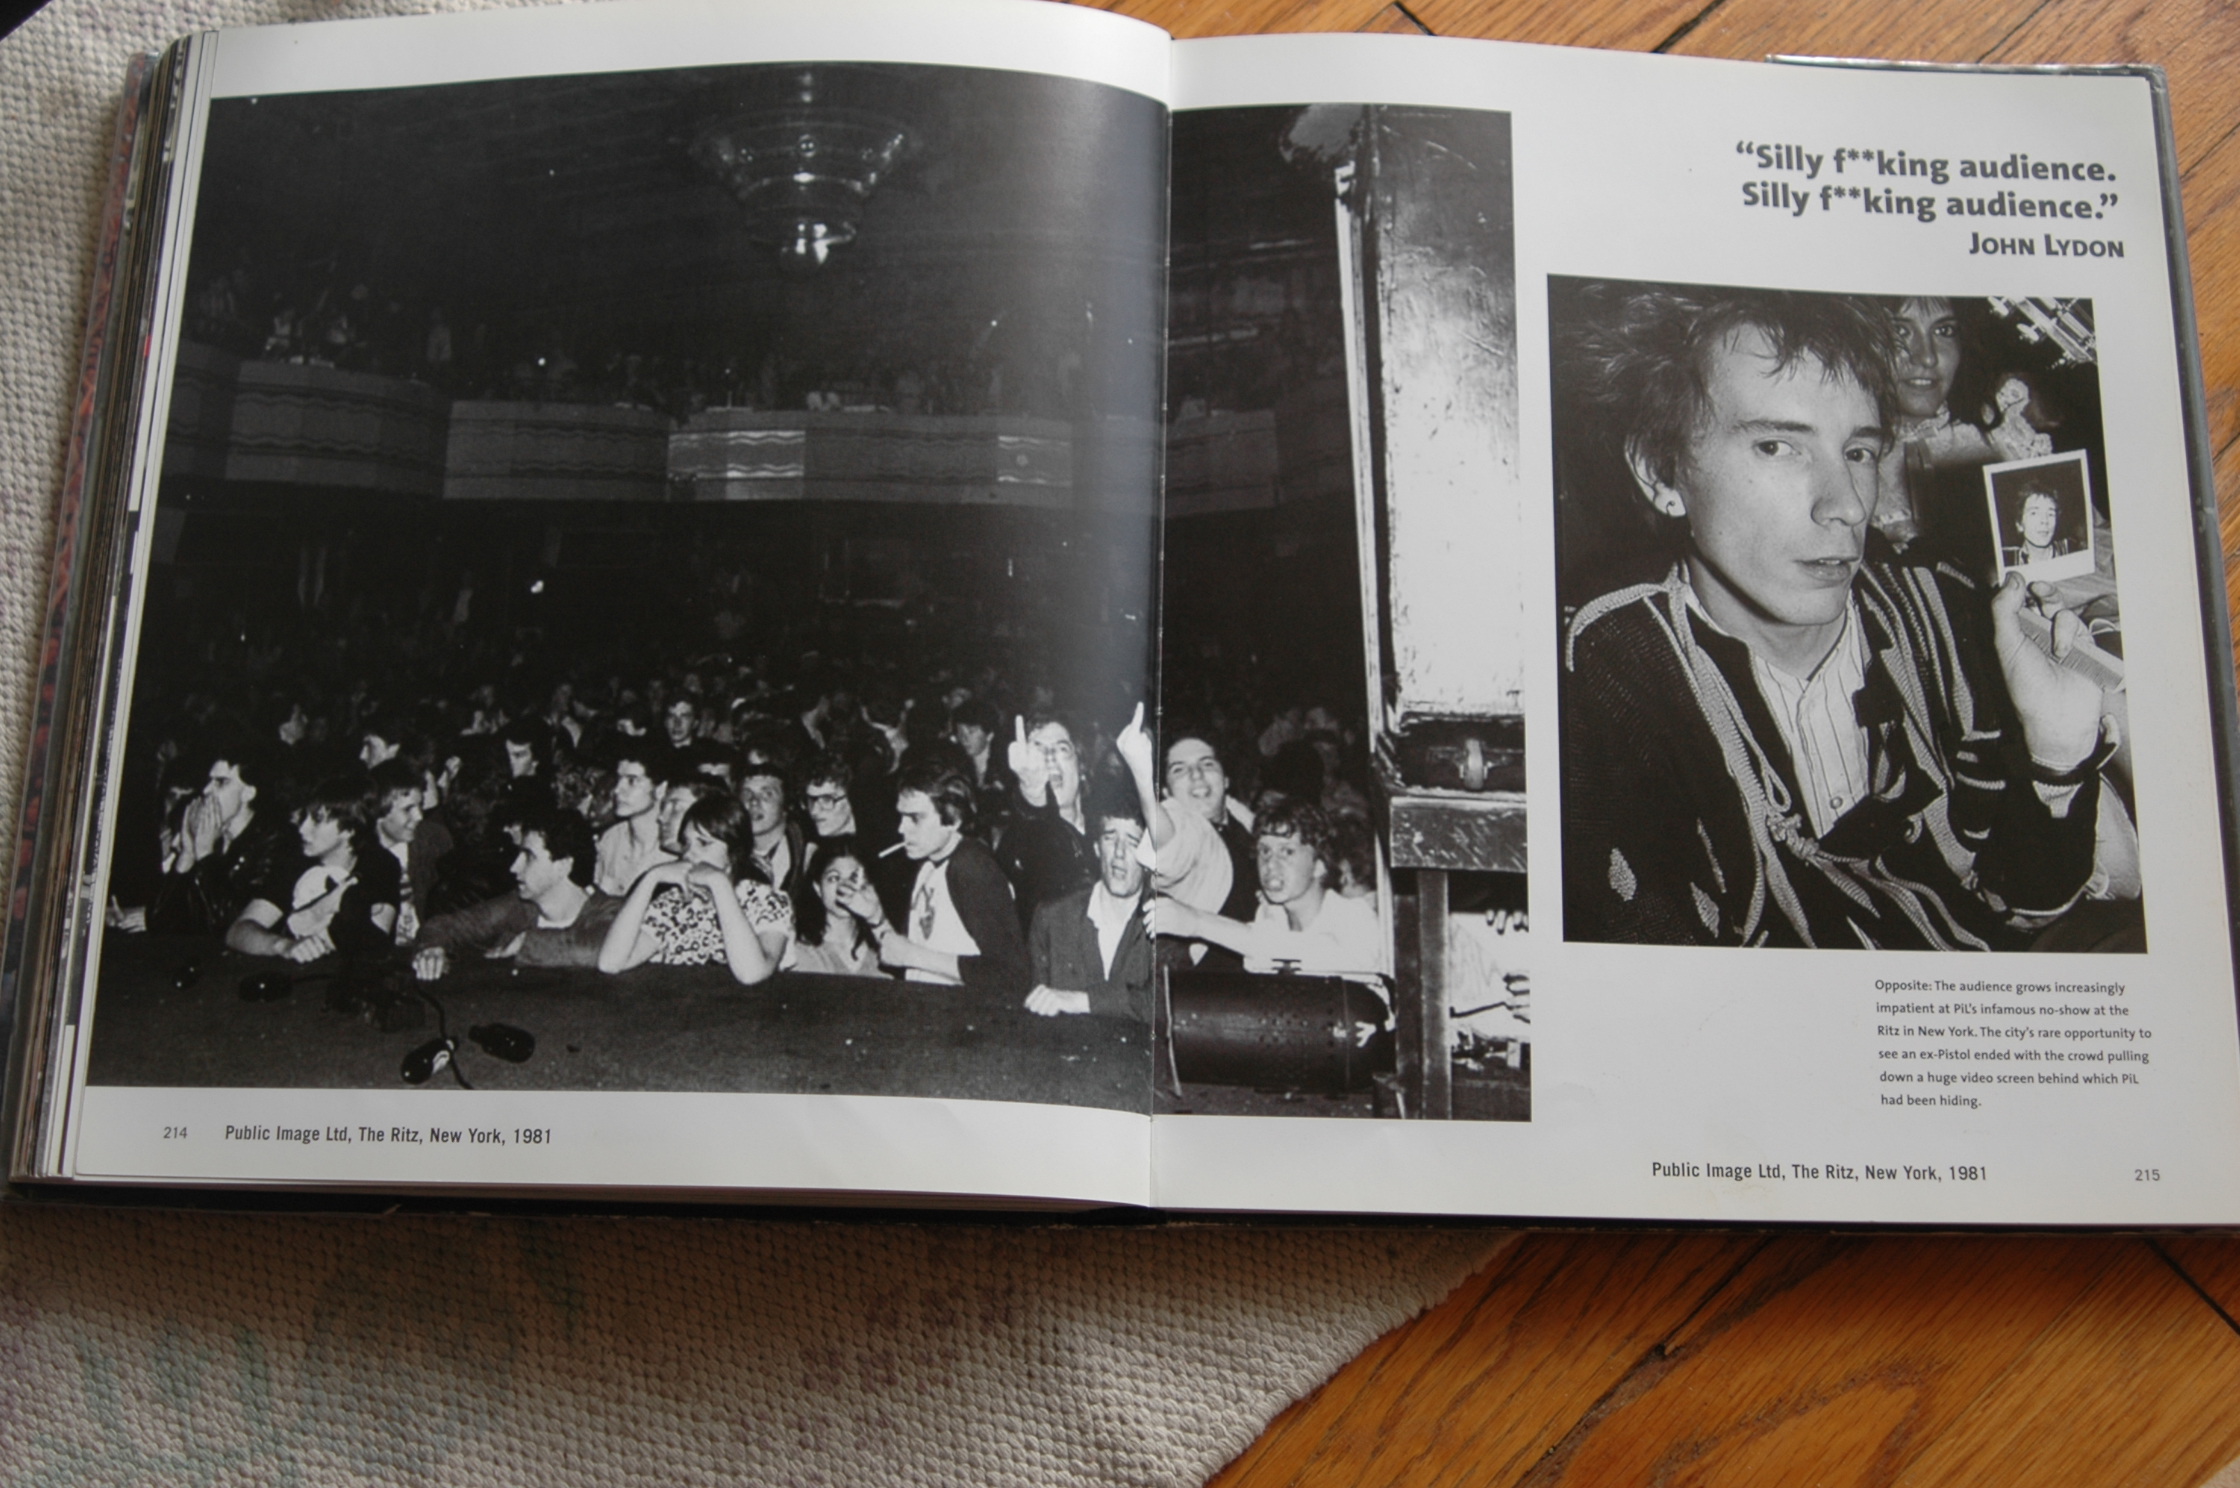 214
Public Image Ltd, The Ritz, New York, 1981
“Silly f**king audience.
Silly f**king audience.”
JOHN LYDON
Opposite: The audience grows increasingly
impatient at PiL's infamous no-show at the
Ritz in New York. The city's rare opportunity to
see an ex-Pistol ended with the crowd pulling
down a huge video screen behind which PiL
had been hiding.
Public Image Ltd, The Ritz, New York, 1981
215